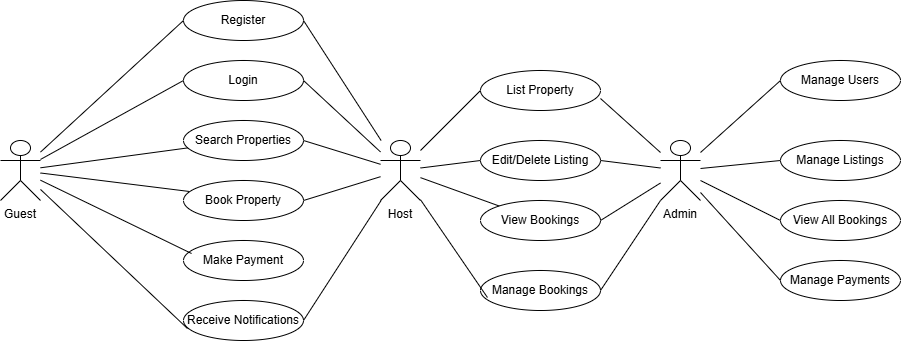 Register
Login
Search Properties
Book Property
Make Payment
Receive Notifications
Guest
Host
List Property
Edit/Delete Listing
View Bookings
Manage Bookings
Admin
Manage Users
Manage Listings
View All Bookings
Manage Payments